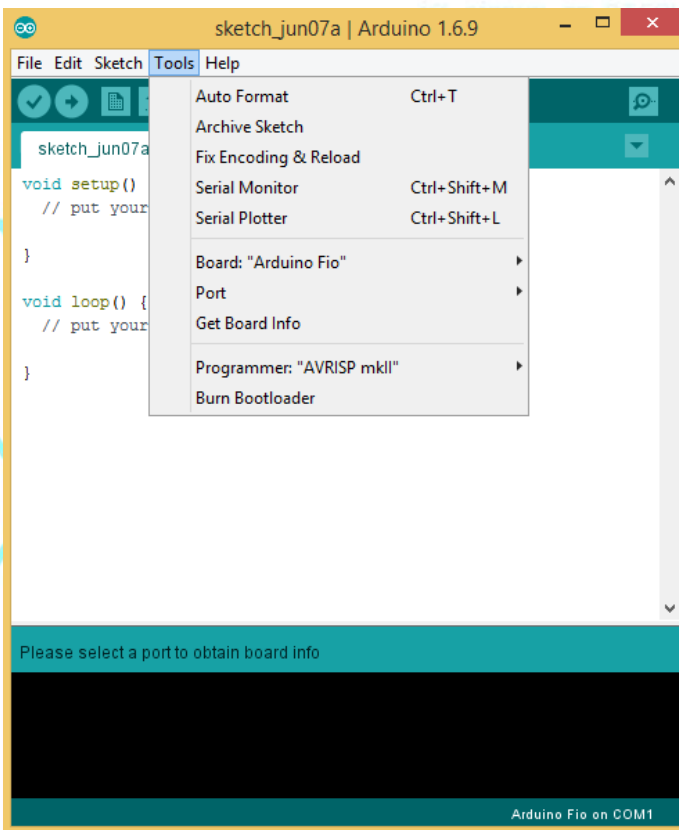 sketch_jun07a | Arduino 1.6.9
File Edit Sketch Tools Help
Auto Format Ctrl+T
Archive Sketch
sketch_jun07a
Fix Encoding & Reload
void setup()
Serial Monitor Ctrl+Shift+M
// put your
Serial Plotter Ctrl+Shift+L
}
Board: "Arduino Fio"
void loop() {
Port
// put your
Get Board Info
}
Programmer: "AVRISP mkII"
Burn Bootloader
Please select a port to obtain board info
Arduino Fio on COM1